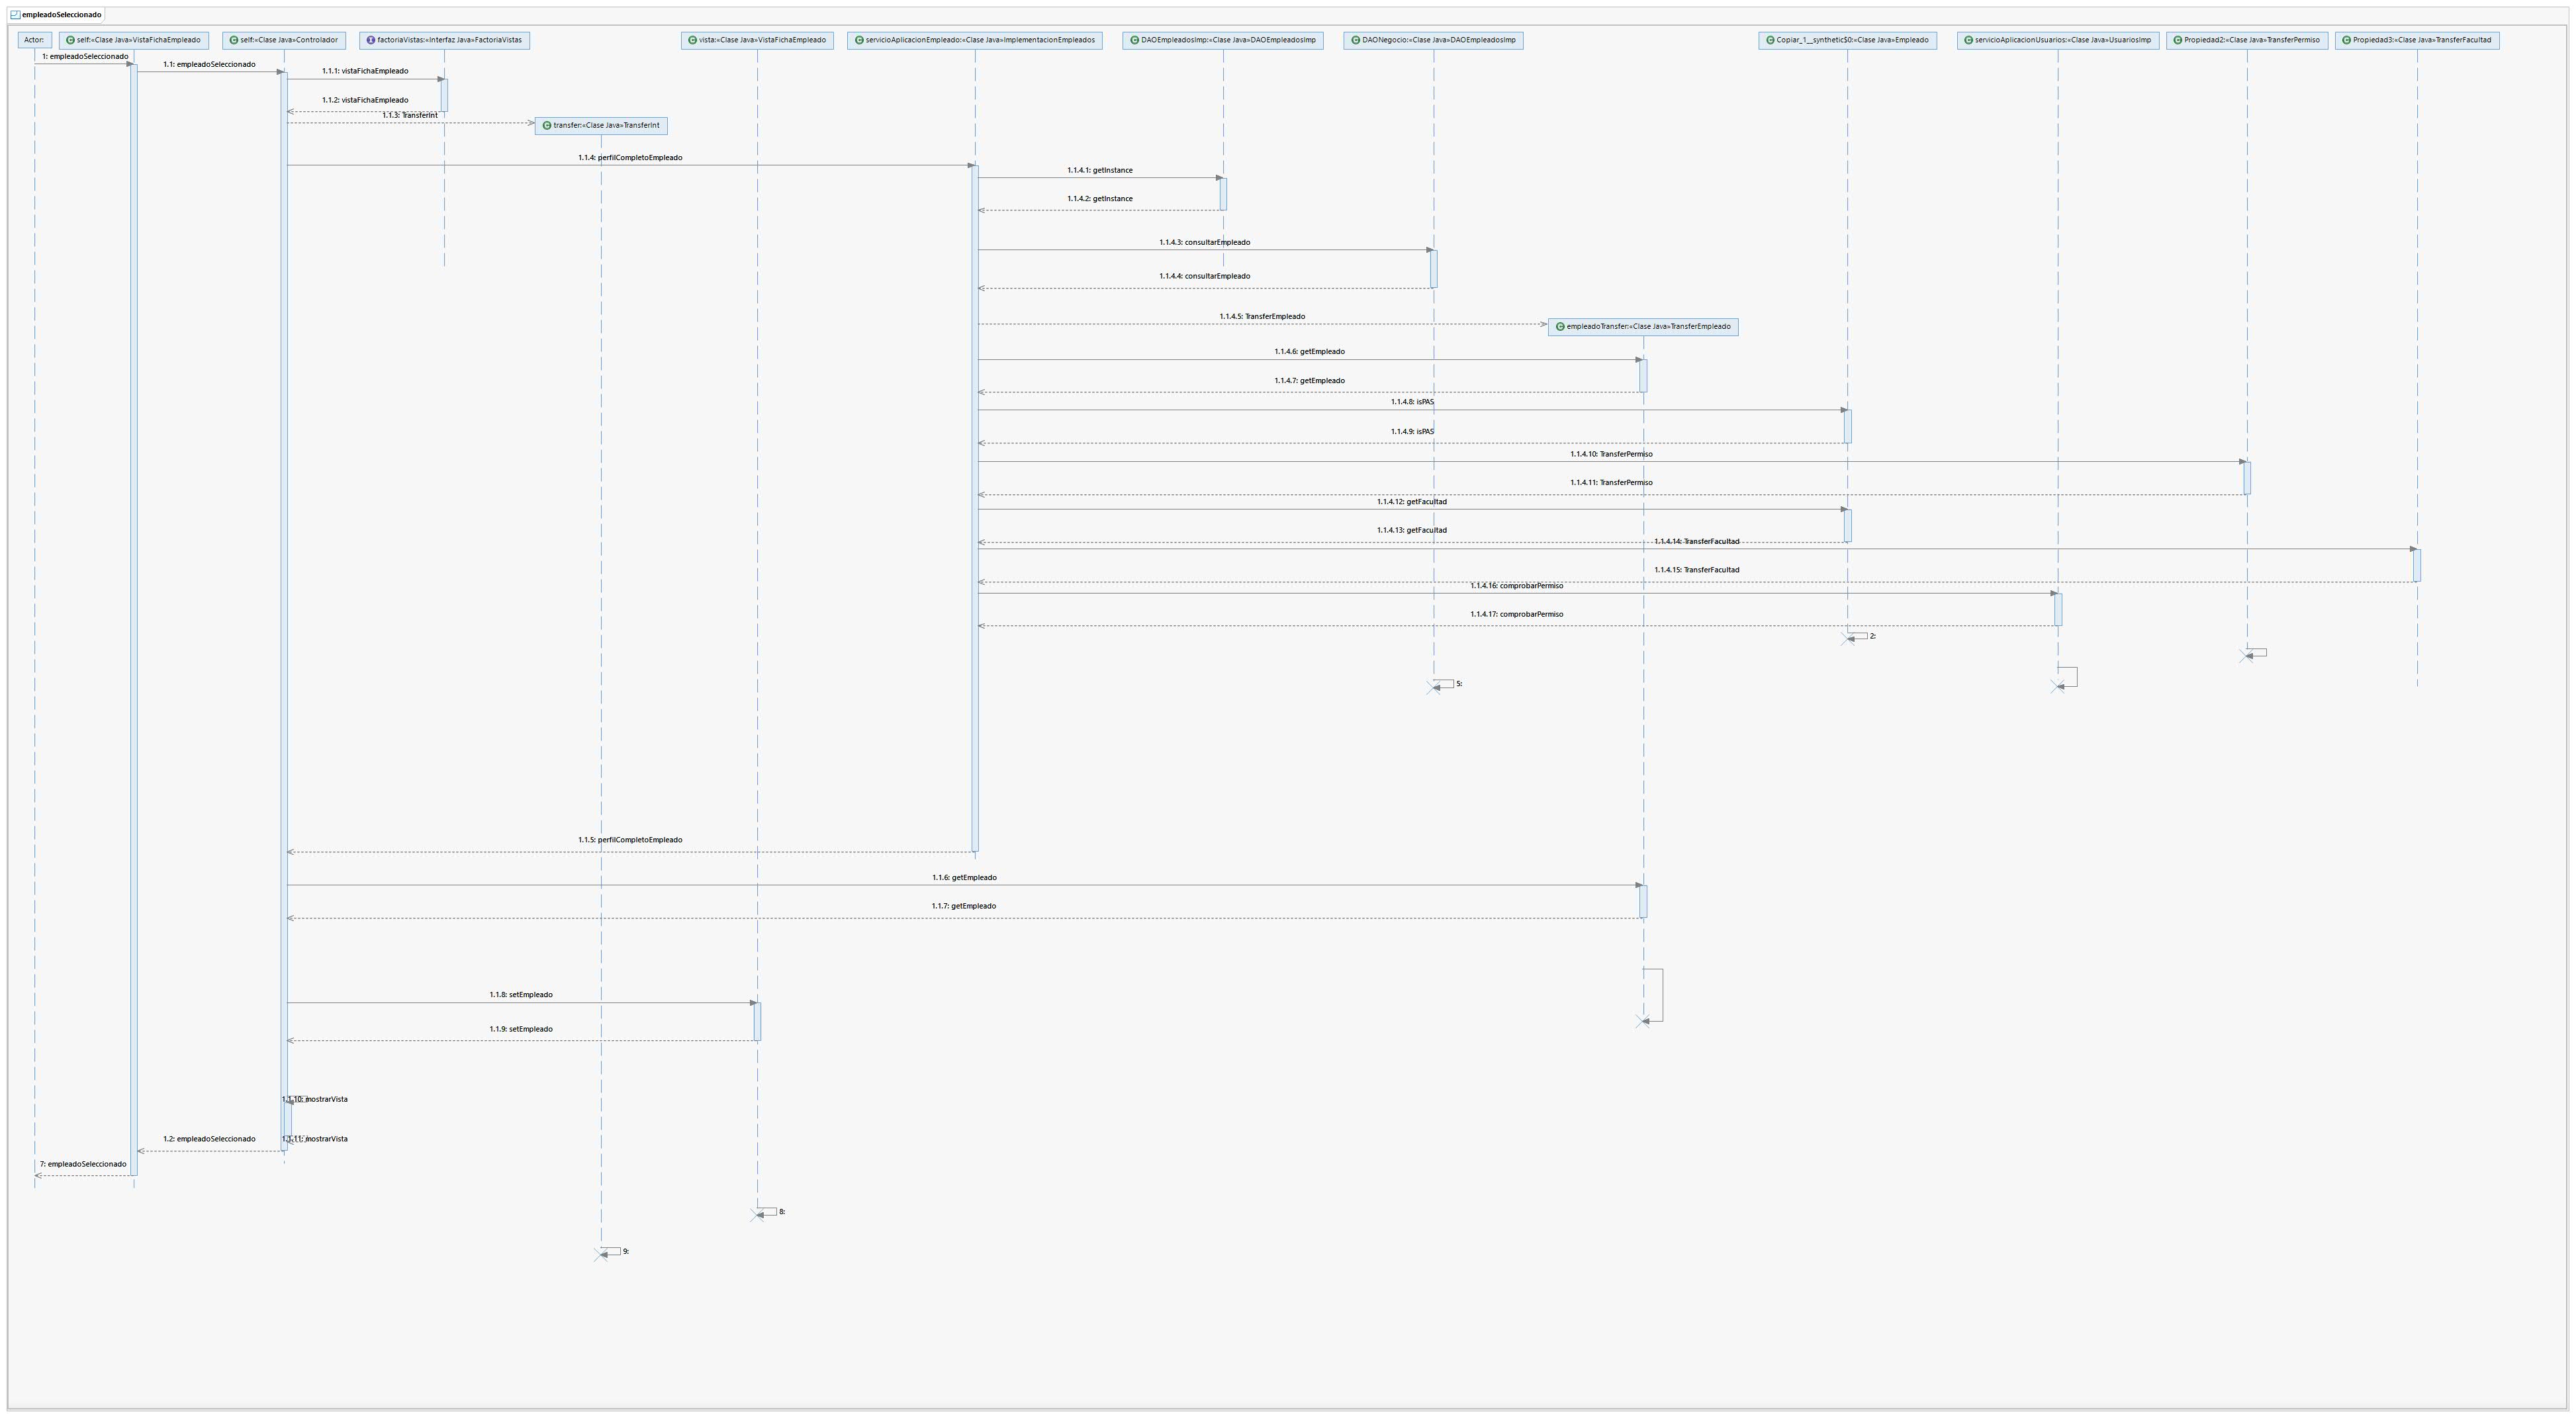 empleadoSeleccionado
Actor:
self:«Clase Java»VistaFichaEmpleado
self:«Clase Java»Controlador
factoriaVistas:«Interfaz Java»FactoriaVistas
vista:«Clase Java»VistaFichaEmpleado
servicioAplicacionEmpleado:«Clase Java»ImplementacionEmpleados
DAOEmpleadosImp:«Clase Java»DAOEmpleadosImp
DAONegocio:«Clase Java»DAOEmpleadosImp
Copiar_1__synthetic$0:«Clase Java»Empleado
servicioAplicacionUsuarios:«Clase Java»UsuariosImp
Propiedad2:«Clase Java»TransferPermiso
Propiedad3:«Clase Java»TransferFacultad
1: empleadoSeleccionado
1.1: empleadoSeleccionado
1.1.1: vistaFichaEmpleado
1.1.2: vistaFichaEmpleado
1.1.3: TransferInt
transfer:«Clase Java»TransferInt
1.1.4: perfilCompletoEmpleado
1.1.4.1: getInstance
1.1.4.2: getInstance
1.1.4.3: consultarEmpleado
1.1.4.4: consultarEmpleado
1.1.4.5: TransferEmpleado
empleadoTransfer:«Clase Java»TransferEmpleado
1.1.4.6: getEmpleado
1.1.4.7: getEmpleado
1.1.4.8: isPAS
1.1.4.9: isPAS
1.1.4.10: TransferPermiso
1.1.4.11: TransferPermiso
1.1.4.12: getFacultad
1.1.4.13: getFacultad
1.1.4.14: TransferFacultad
1.1.4.15: TransferFacultad
1.1.4.16: comprobarPermiso
1.1.4.17: comprobarPermiso
2:
5:
1.1.5: perfilCompletoEmpleado
1.1.6: getEmpleado
1.1.7: getEmpleado
1.1.8: setEmpleado
1.1.9: setEmpleado
1.1.10: mostrarVista
1.2: empleadoSeleccionado
1.1.11: mostrarVista
7: empleadoSeleccionado
8:
9: